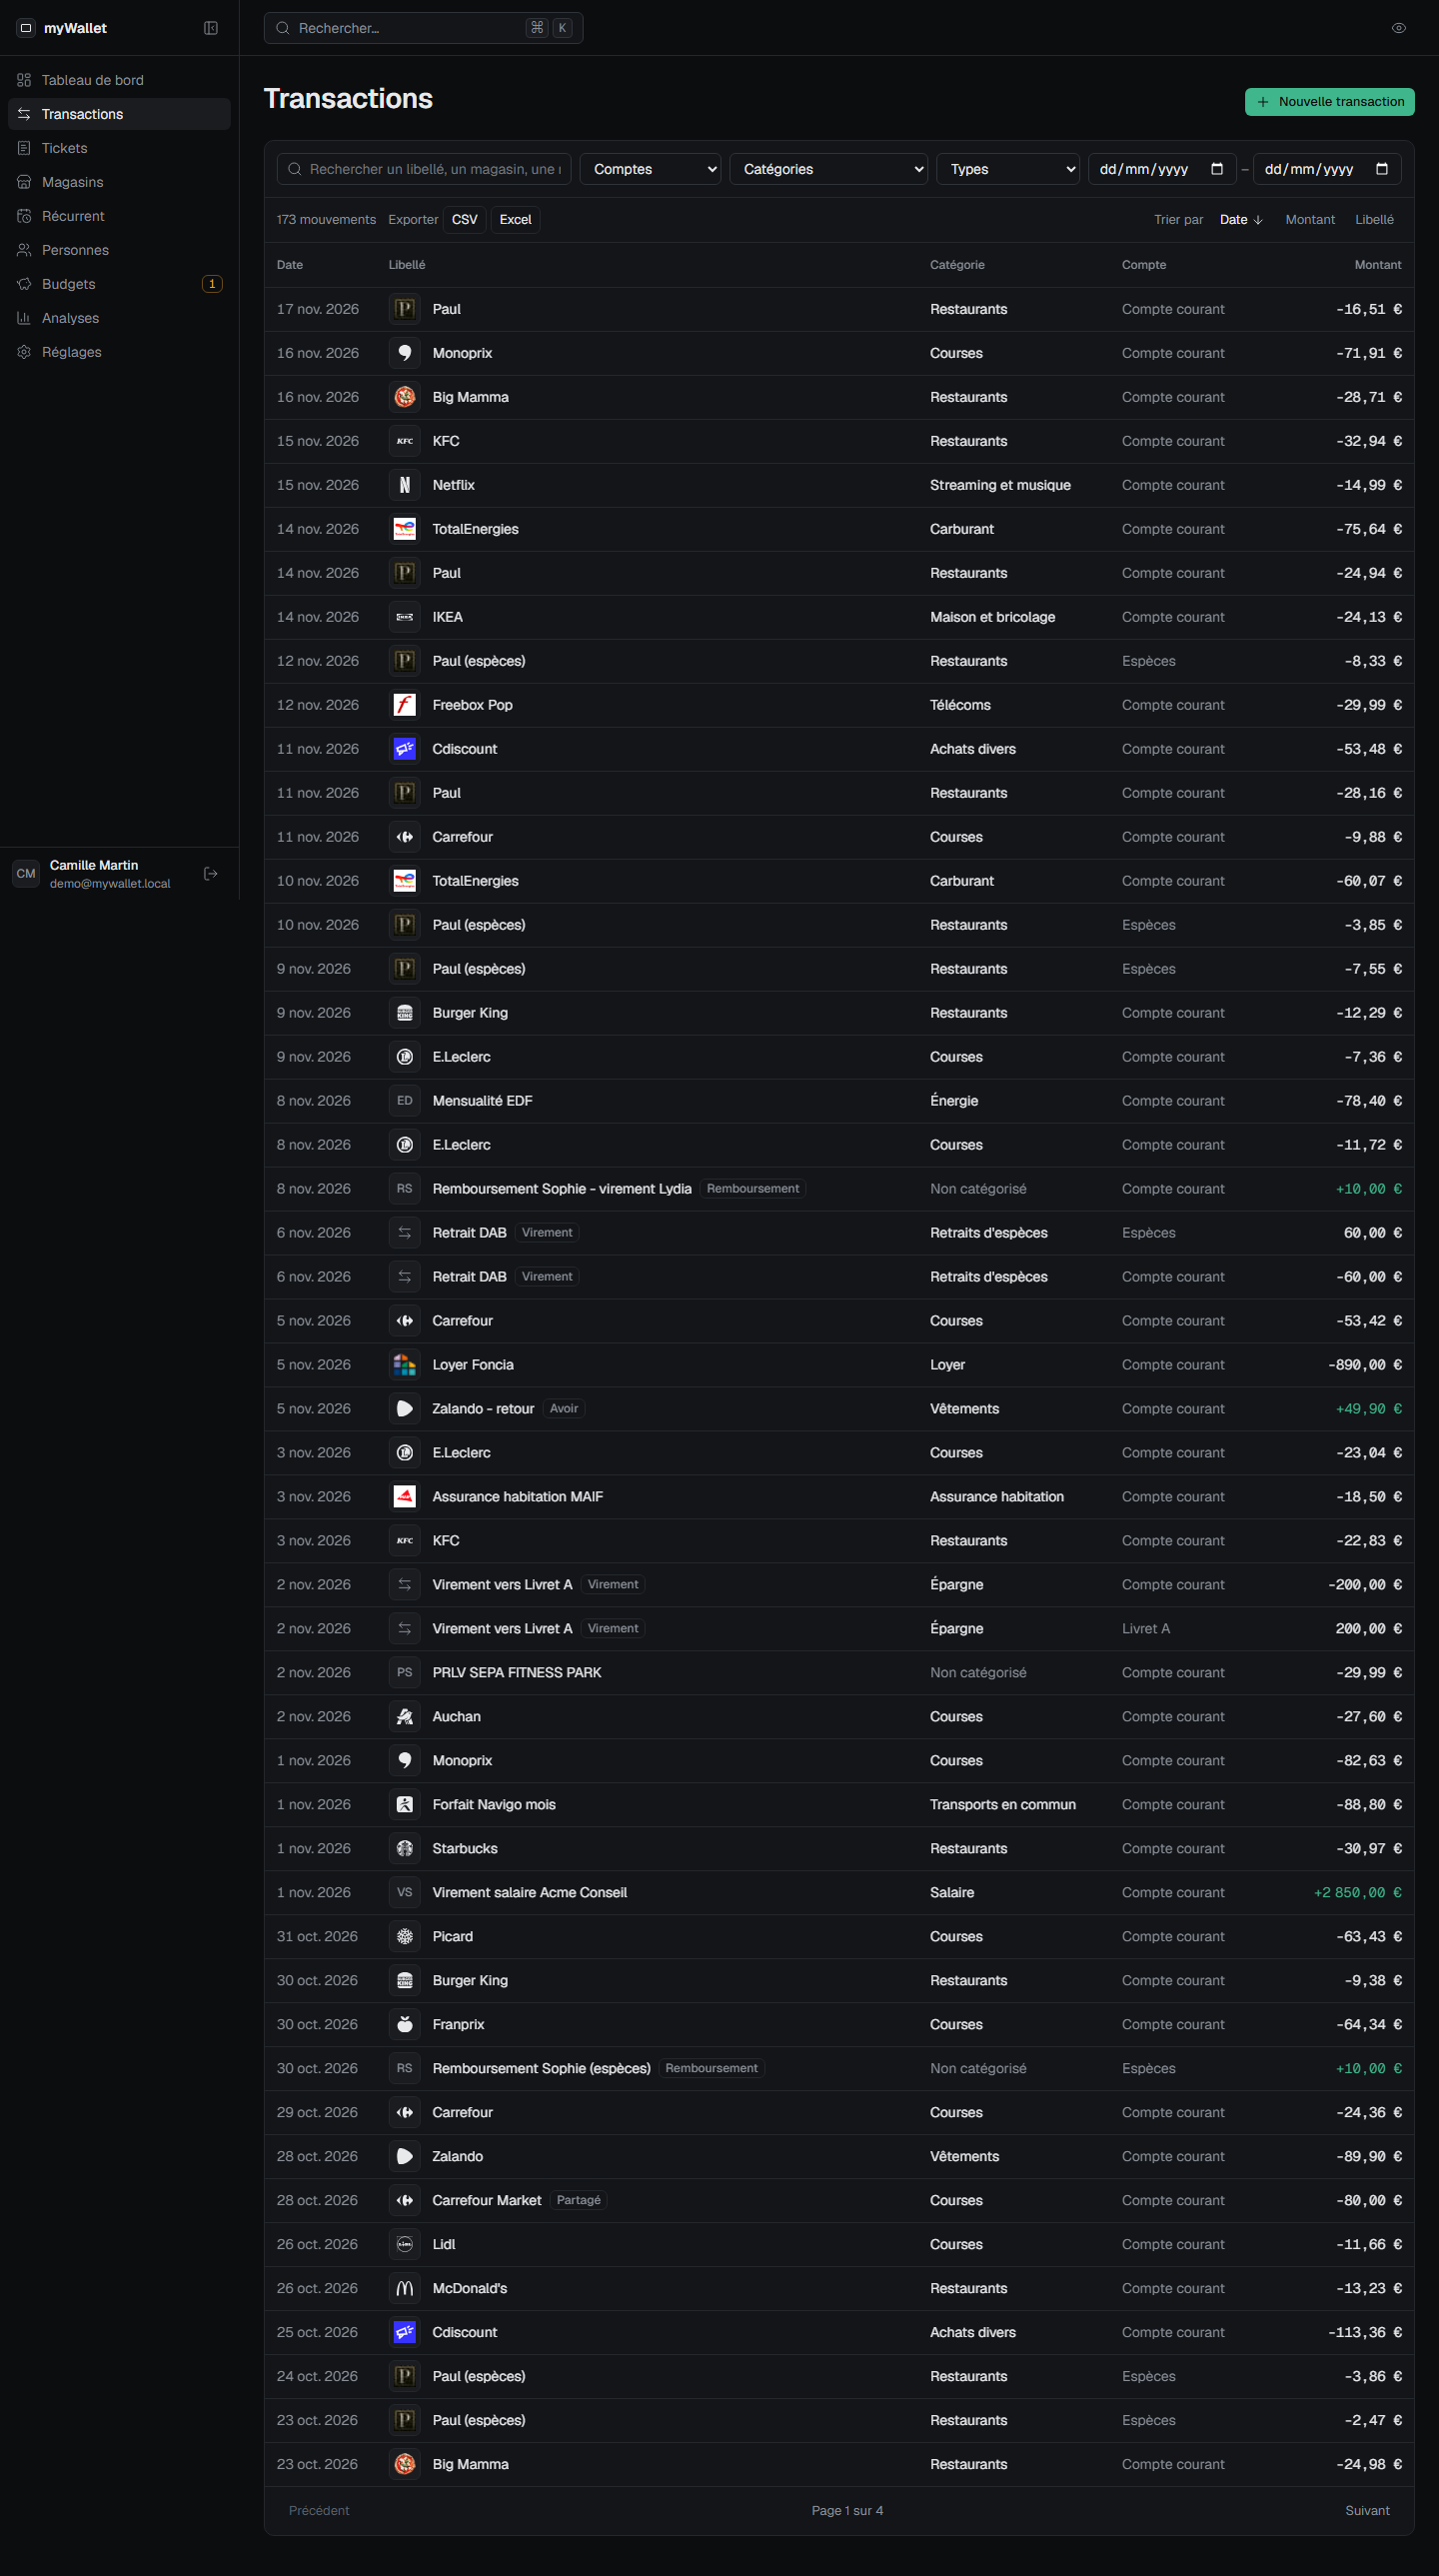 myWallet
Rechercher... ⌘ K
Tableau de bord
Transactions
Tickets
Magasins
Récurrent
Personnes
Budgets 1
Analyses
Réglages
Camille Martin
CM
demo@mywallet.local
Transactions
+ Nouvelle transaction
Rechercher un libellé, un magasin, une Comptes Catégories Types dd/mm/yyyy – dd/mm/yyyy
173 mouvements Exporter CSV Excel Trier par Date ↓ Montant Libellé
Date Libellé Catégorie Compte Montant
17 nov. 2026 Paul Restaurants Compte courant -16,51 €
16 nov. 2026 Monoprix Courses Compte courant -71,91 €
16 nov. 2026 Big Mamma Restaurants Compte courant -28,71 €
15 nov. 2026 KFC KFC Restaurants Compte courant -32,94 €
15 nov. 2026 Netflix Streaming et musique Compte courant -14,99 €
14 nov. 2026 TotalEnergies Carburant Compte courant -75,64 €
14 nov. 2026 Paul Restaurants Compte courant -24,94 €
14 nov. 2026 IKEA Maison et bricolage Compte courant -24,13 €
12 nov. 2026 Paul (espèces) Restaurants Espèces -8,33 €
12 nov. 2026 Freebox Pop Télécoms Compte courant -29,99 €
11 nov. 2026 Cdiscount Achats divers Compte courant -53,48 €
11 nov. 2026 Paul Restaurants Compte courant -28,16 €
11 nov. 2026 Carrefour Courses Compte courant -9,88 €
10 nov. 2026 TotalEnergies Carburant Compte courant -60,07 €
10 nov. 2026 Paul (espèces) Restaurants Espèces -3,85 €
9 nov. 2026 Paul (espèces) Restaurants Espèces -7,55 €
9 nov. 2026 Burger King Restaurants Compte courant -12,29 €
9 nov. 2026 E.Leclerc Courses Compte courant -7,36 €
8 nov. 2026 ED Mensualité EDF Énergie Compte courant -78,40 €
8 nov. 2026 E.Leclerc Courses Compte courant -11,72 €
8 nov. 2026 RS Remboursement Sophie - virement Lydia Remboursement Non catégorisé Compte courant +10,00 €
6 nov. 2026 Retrait DAB Virement Retraits d'espèces Espèces 60,00 €
6 nov. 2026 Retrait DAB Virement Retraits d'espèces Compte courant -60,00 €
5 nov. 2026 Carrefour Courses Compte courant -53,42 €
5 nov. 2026 Loyer Foncia Loyer Compte courant -890,00 €
5 nov. 2026 Zalando - retour Avoir Vêtements Compte courant +49,90 €
3 nov. 2026 E.Leclerc Courses Compte courant -23,04 €
3 nov. 2026 Assurance habitation MAIF Assurance habitation Compte courant -18,50 €
3 nov. 2026 KFC KFC Restaurants Compte courant -22,83 €
2 nov. 2026 Virement vers Livret A Virement Épargne Compte courant -200,00 €
2 nov. 2026 Virement vers Livret A Virement Épargne Livret A 200,00 €
2 nov. 2026 PS PRLV SEPA FITNESS PARK Non catégorisé Compte courant -29,99 €
2 nov. 2026 Auchan Courses Compte courant -27,60 €
1 nov. 2026 Monoprix Courses Compte courant -82,63 €
1 nov. 2026 Forfait Navigo mois Transports en commun Compte courant -88,80 €
1 nov. 2026 Starbucks Restaurants Compte courant -30,97 €
1 nov. 2026 VS Virement salaire Acme Conseil Salaire Compte courant +2 850,00 €
31 oct. 2026 Picard Courses Compte courant -63,43 €
30 oct. 2026 Burger King Restaurants Compte courant -9,38 €
30 oct. 2026 Franprix Courses Compte courant -64,34 €
30 oct. 2026 RS Remboursement Sophie (espèces) Remboursement Non catégorisé Espèces +10,00 €
29 oct. 2026 Carrefour Courses Compte courant -24,36 €
28 oct. 2026 Zalando Vêtements Compte courant -89,90 €
28 oct. 2026 Carrefour Market Partagé Courses Compte courant -80,00 €
26 oct. 2026 Lidl Courses Compte courant -11,66 €
26 oct. 2026 McDonald's Restaurants Compte courant -13,23 €
25 oct. 2026 Cdiscount Achats divers Compte courant -113,36 €
24 oct. 2026 Paul (espèces) Restaurants Espèces -3,86 €
23 oct. 2026 Paul (espèces) Restaurants Espèces -2,47 €
23 oct. 2026 Big Mamma Restaurants Compte courant -24,98 €
Précédent Page 1 sur 4 Suivant